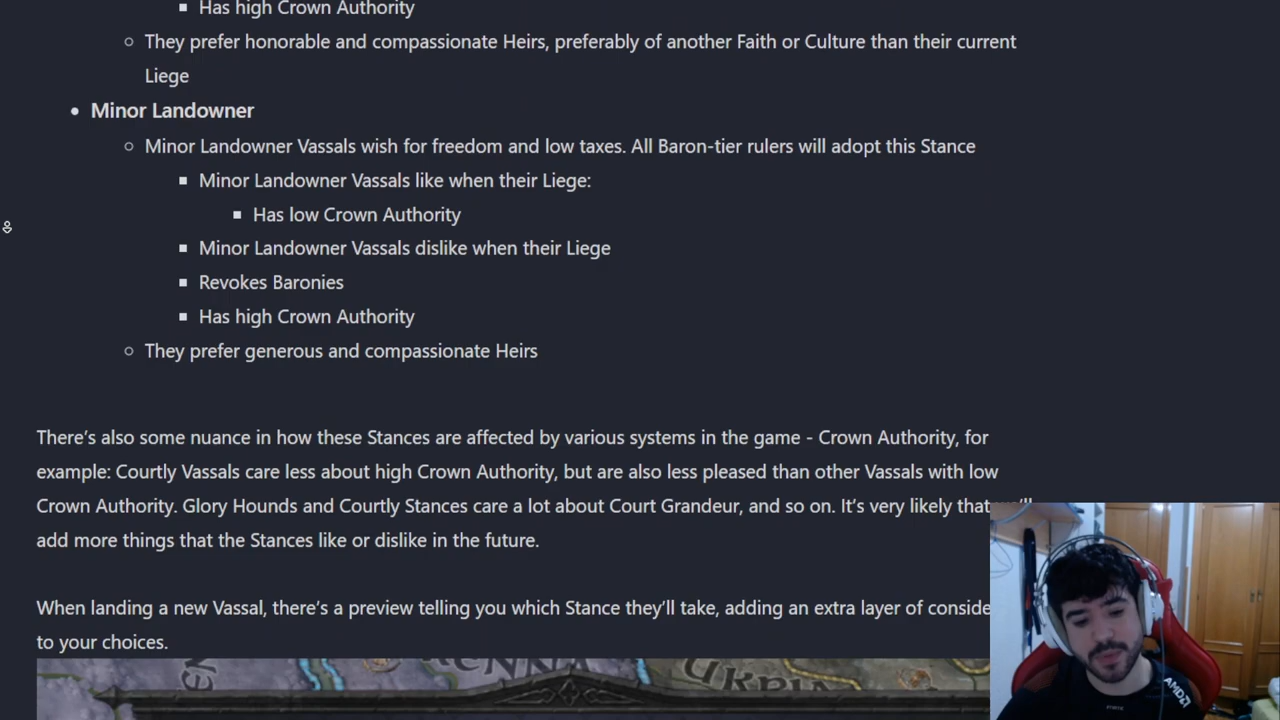 Has high Crown Authority
They prefer honorable and compassionate Heirs, preferably of another Faith or Culture than their current
Liege
Minor Landowner
Minor Landowner Vassals wish for freedom and low taxes. All Baron-tier rulers will adopt this Stance
Minor Landowner Vassals like when their Liege:
Has low Crown Authority
Minor Landowner Vassals dislike when their Liege
Revokes Baronies
Has high Crown Authority
They prefer generous and compassionate Heirs
There's also some nuance in how these Stances are affected by various systems in the game - Crown Authority, for
example: Courtly Vassals care less about high Crown Authority, but are also less pleased than other Vassals with low
Crown Authority. Glory Hounds and Courtly Stances care a lot about Court Grandeur, and so on. It's very likely that
add more things that the Stances like or dislike in the future.
When landing a new Vassal, there's a preview telling you which Stance they'll take, adding an extra layer of conside
to your choices.
AMD